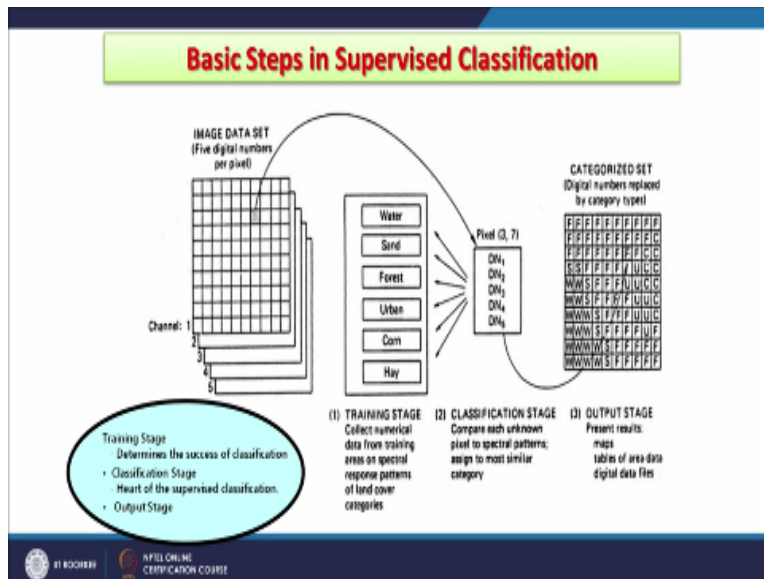 Basic Steps in Supervised Classification
IMAGE DATA SET
(Five digital numbers
per pixel)
Channel: 1
2
3
4
5
Water
Sand
Forest
Urban
Corn
Hay
Pixel (3, 7)
DN1
DN2
DN3
DN4
DN5
CATEGORIZED SET
(Digital numbers replaced
by category types)
(1) TRAINING STAGE
Collect numerical
data from training
areas on spectral
response patterns
of land cover
categories
(2) CLASSIFICATION STAGE
Compare each unknown
pixel to spectral patterns;
assign to most similar
category
(3) OUTPUT STAGE
Present results:
maps
tables of area data
digital data files
Training Stage
- Determines the success of classification
• Classification Stage
- Heart of the supervised classification.
• Output Stage
IIT ROORKEE
NPTEL ONLINE
CERTIFICATION COURSE